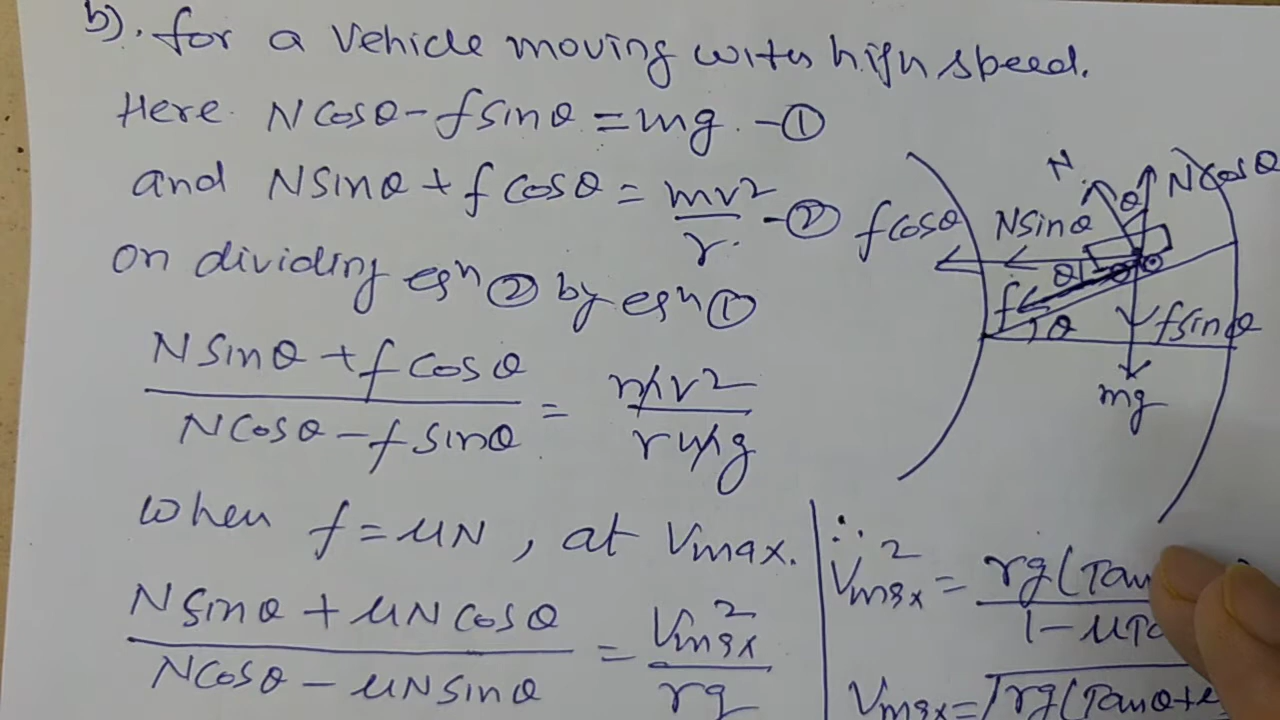 b). for a Vehicle moving with high speed.
Here. NCosθ - fsinθ = mg. -①
and NSinθ + fCosθ = mv²/r. -②
on dividing eqⁿ ② by eqⁿ ①
NSinθ + fCosθ / NCosθ - fSinθ = mv²/rmg
when f = μN, at Vmax.
NSinθ + μNCosθ / NCosθ - μNSinθ = Vmax²/rg
N
θ
NCosθ
fCosθ
NSinθ
θ
f
θ
fsinθ
mg
∴ Vmax² = rg(Tan / 1-μTa
Vmax = √rg(Tanθ+